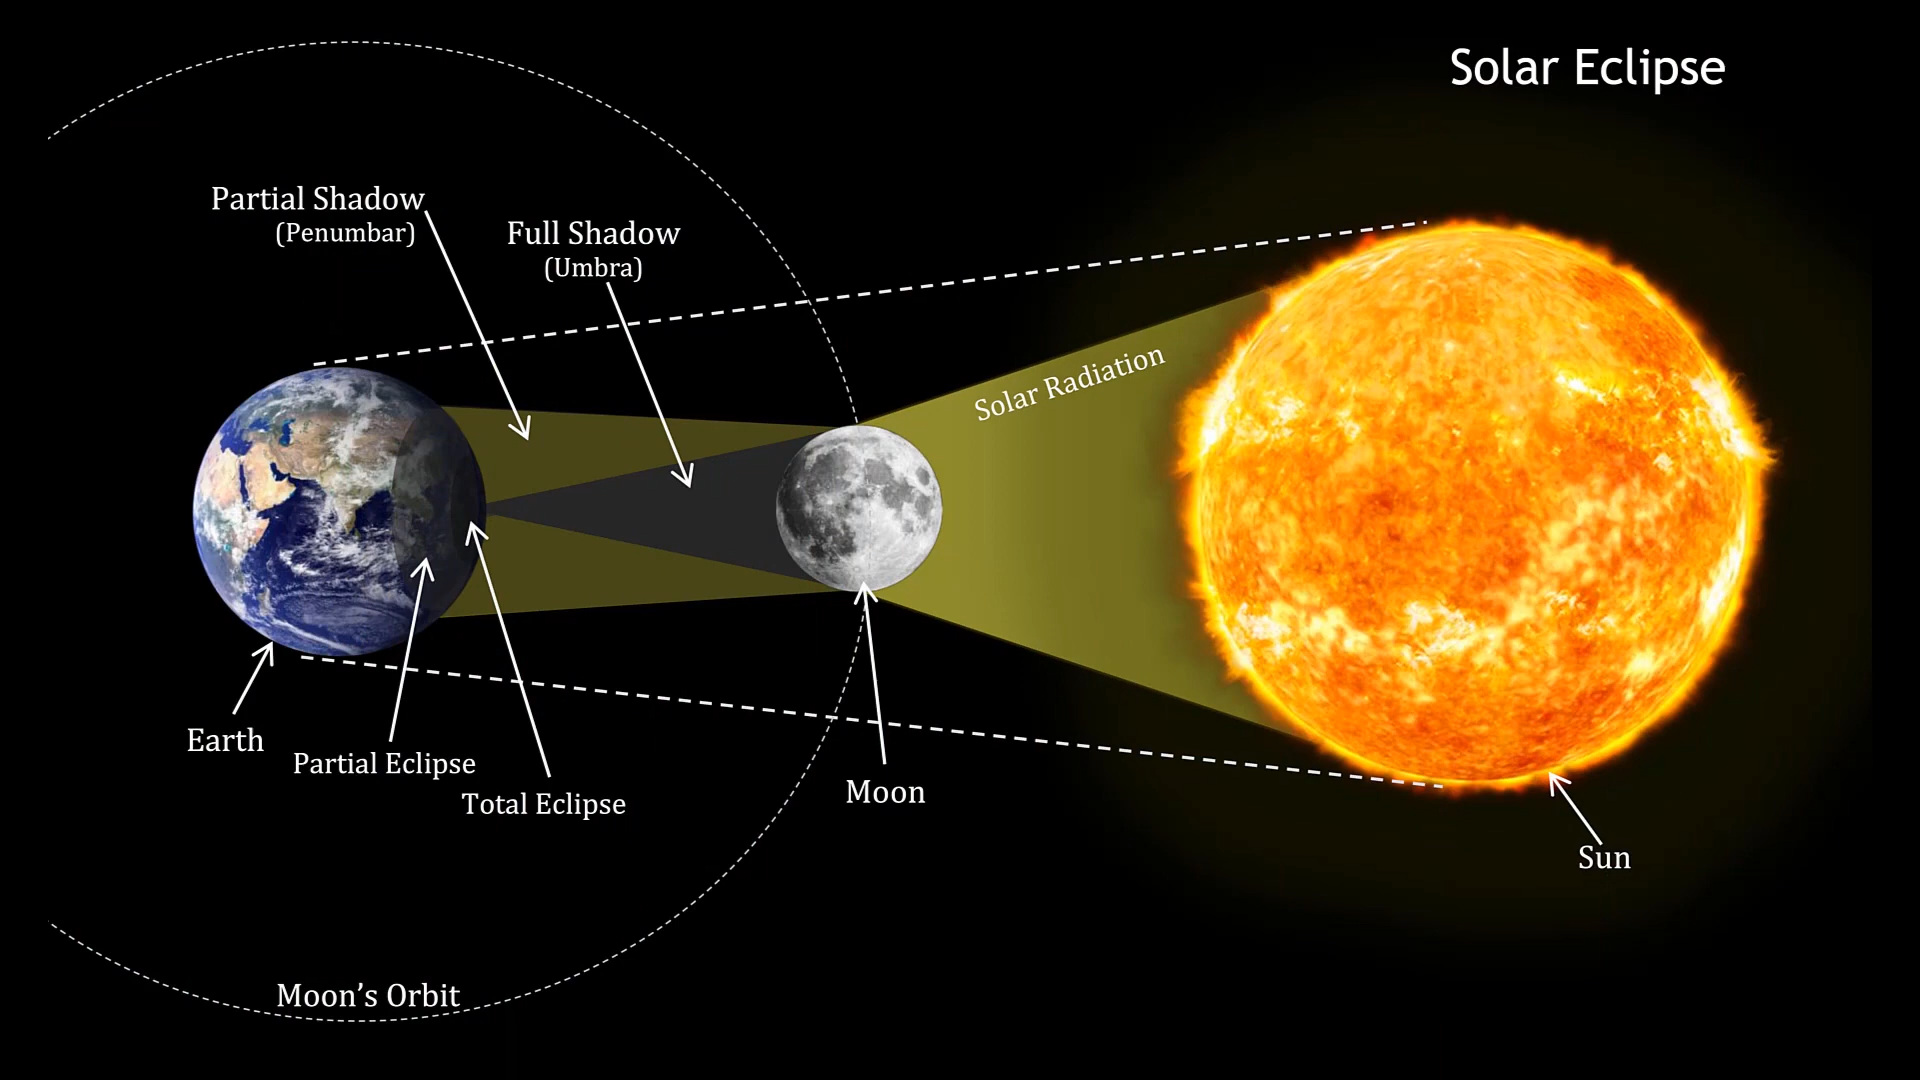 Solar Eclipse
Partial Shadow
(Penumbar)
Full Shadow
(Umbra)
Solar Radiation
Earth
Partial Eclipse
Total Eclipse
Moon
Sun
Moon’s Orbit